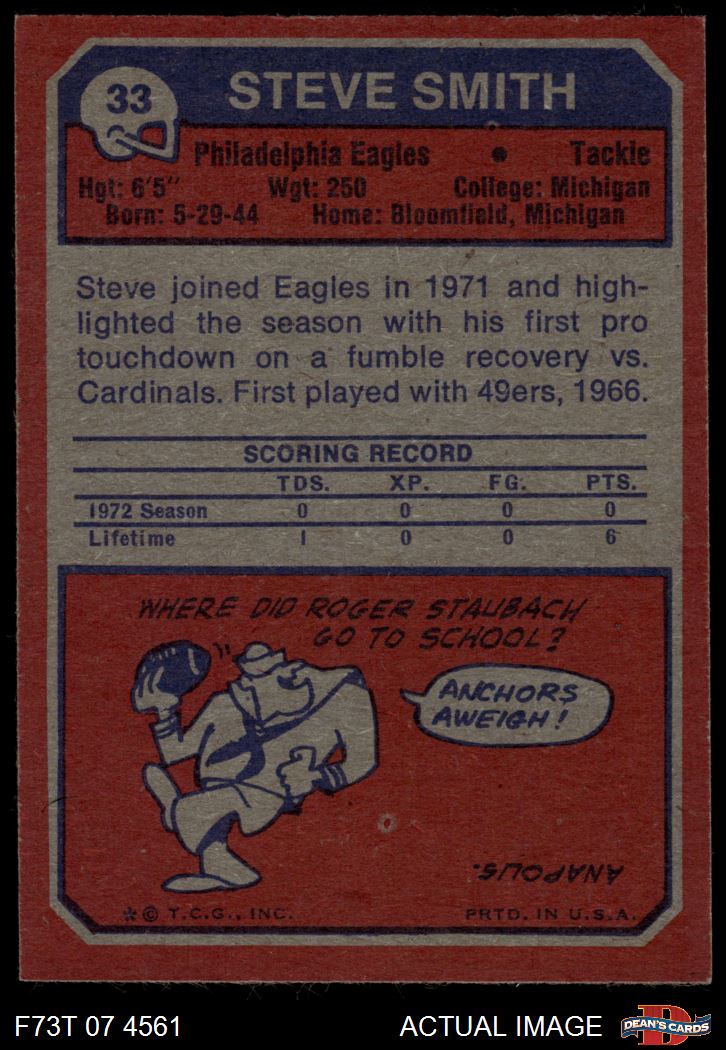 33
STEVE SMITH
Philadelphia Eagles • Tackle
Hgt: 6'5" Wgt: 250 College: Michigan
Born: 5-29-44 Home: Bloomfield, Michigan
Steve joined Eagles in 1971 and high-
lighted the season with his first pro
touchdown on a fumble recovery vs.
Cardinals. First played with 49ers, 1966.
SCORING RECORD
TDS. XP. FG. PTS.
1972 Season 0 0 0 0
Lifetime 1 0 0 6
WHERE DID ROGER STAUBACH
GO TO SCHOOL?
ANCHORS
AWEIGH!
ANAPOLIS.
*© T.C.G., INC. PRTD. IN U.S.A.
F73T 07 4561 ACTUAL IMAGE
D
DEAN'S CARDS